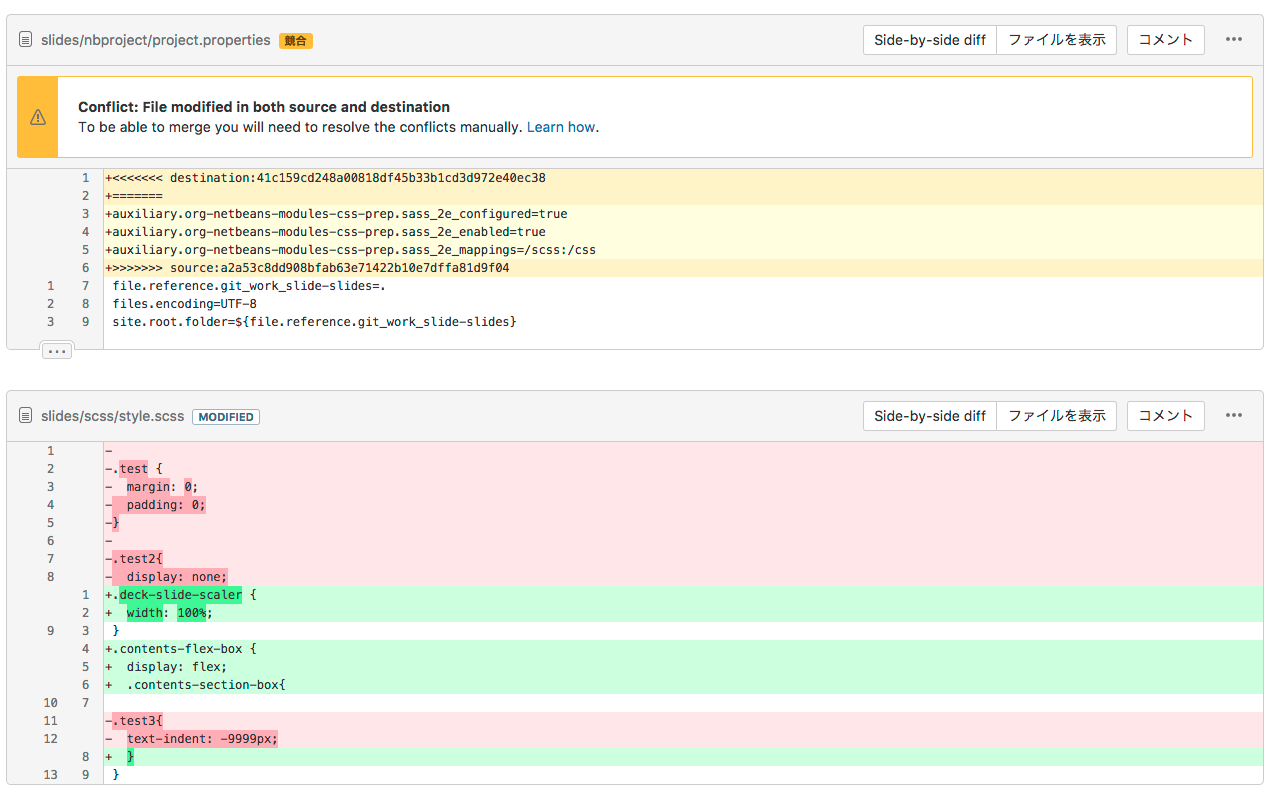 slides/nbproject/project.properties 競合 Side-by-side diff ファイルを表示 コメント •••
Conflict: File modified in both source and destination
To be able to merge you will need to resolve the conflicts manually. Learn how.
1 +<<<<<<< destination:41c159cd248a00818df45b33b1cd3d972e40ec38
2 +=======
3 +auxiliary.org-netbeans-modules-css-prep.sass_2e_configured=true
4 +auxiliary.org-netbeans-modules-css-prep.sass_2e_enabled=true
5 +auxiliary.org-netbeans-modules-css-prep.sass_2e_mappings=/scss:/css
6 +>>>>>>> source:a2a53c8dd908bfab63e71422b10e7dffa81d9f04
1 7 file.reference.git_work_slide-slides=.
2 8 files.encoding=UTF-8
3 9 site.root.folder=${file.reference.git_work_slide-slides}
...
slides/scss/style.scss MODIFIED Side-by-side diff ファイルを表示 コメント •••
1 -
2 -.test {
3 -  margin: 0;
4 -  padding: 0;
5 -}
6 -
7 -.test2{
8 -  display: none;
1 +.deck-slide-scaler {
2 +  width: 100%;
9 3 }
4 +.contents-flex-box {
5 +  display: flex;
6 +  .contents-section-box{
10 7
11 -.test3{
12 -  text-indent: -9999px;
8 +  }
13 9 }